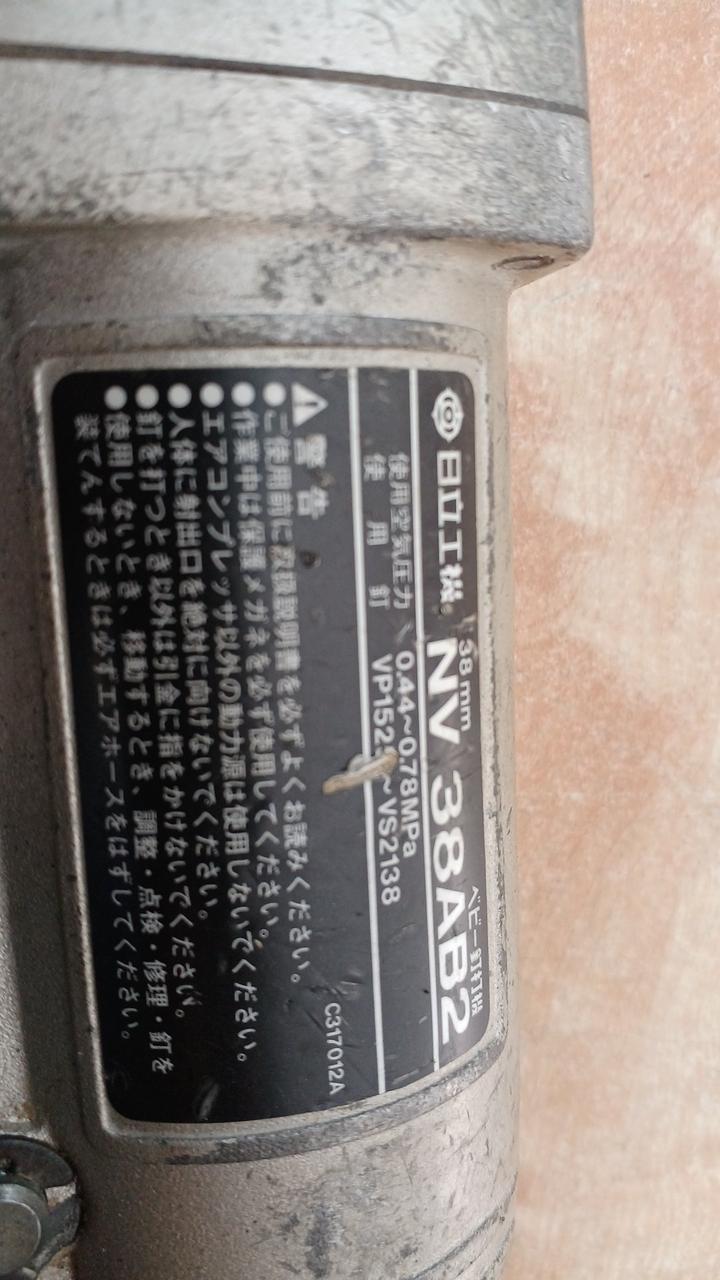 日立工機 38mm NV 38AB2 ベビー釘打機
使用空気圧力 0.44~0.78MPa
使用釘 VP152~VS2138
警告 C317012A
●ご使用前に取扱説明書を必ずよくお読みください。
●作業中は保護メガネを必ず使用してください。
●エアコンプレッサ以外の動力源は使用しないでください。
●人体に射出口を絶対に向けないでください。
●釘を打つとき以外は引金に指をかけないでください。
●使用しないとき、移動するとき、調整・点検・修理・釘を
装てんするときは必ずエアホースをはずしてください。